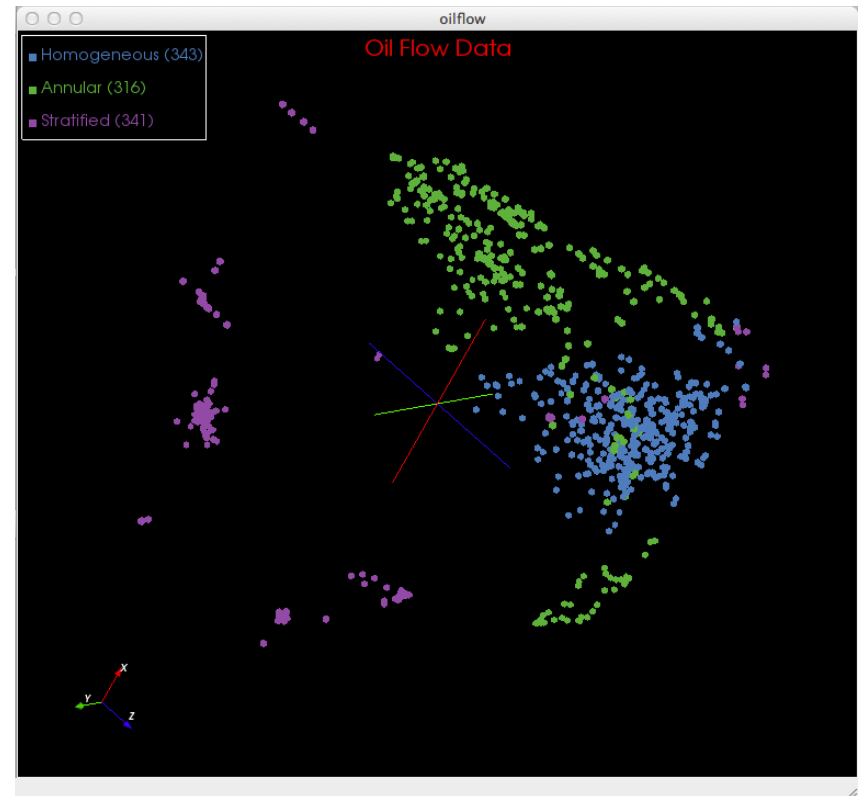 oilflow
Oil Flow Data
Homogeneous (343)
Annular (316)
Stratified (341)
X
Y
Z